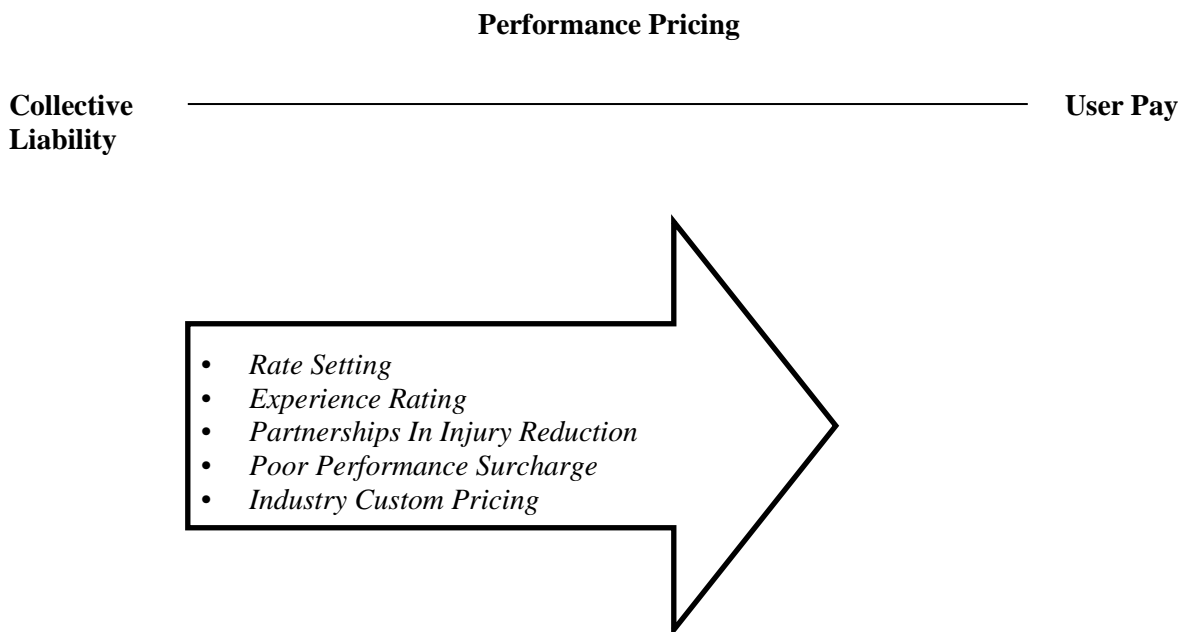 Performance Pricing
Collective
Liability
User Pay
• Rate Setting
• Experience Rating
• Partnerships In Injury Reduction
• Poor Performance Surcharge
• Industry Custom Pricing